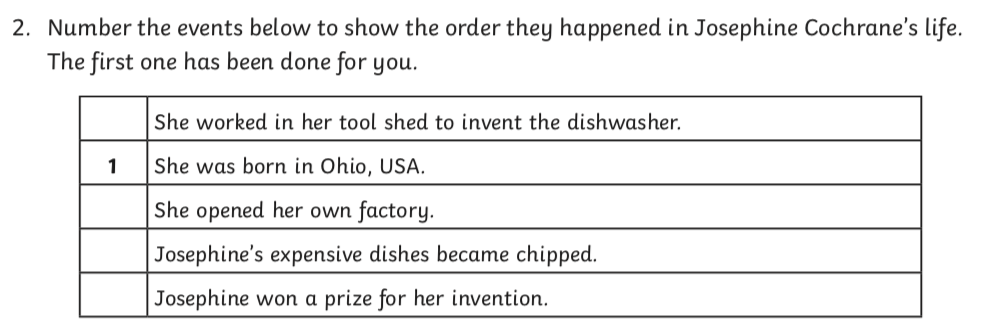 2. Number the events below to show the order they happened in Josephine Cochrane's life.
The first one has been done for you.
She worked in her tool shed to invent the dishwasher.
1 She was born in Ohio, USA.
She opened her own factory.
Josephine's expensive dishes became chipped.
Josephine won a prize for her invention.